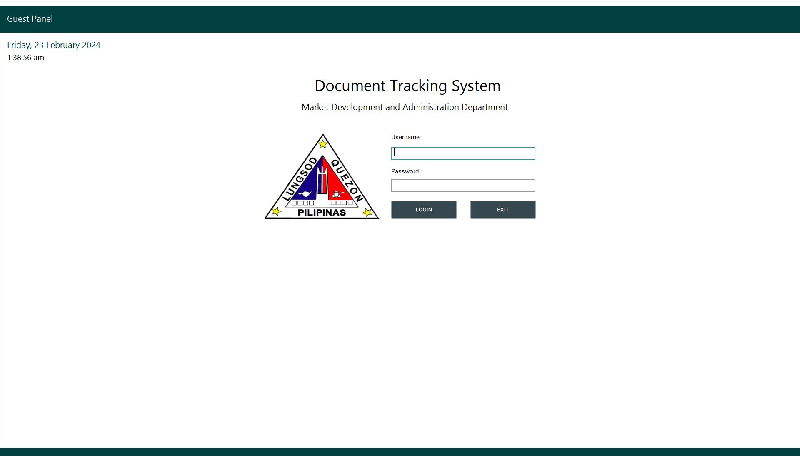 Guest Panel
Friday, 23 February 2024
1:38:56 am
Document Tracking System
Market Development and Administration Department
Username:
LUNGSOD QUEZON
PILIPINAS
Password:
LOGIN
EXIT